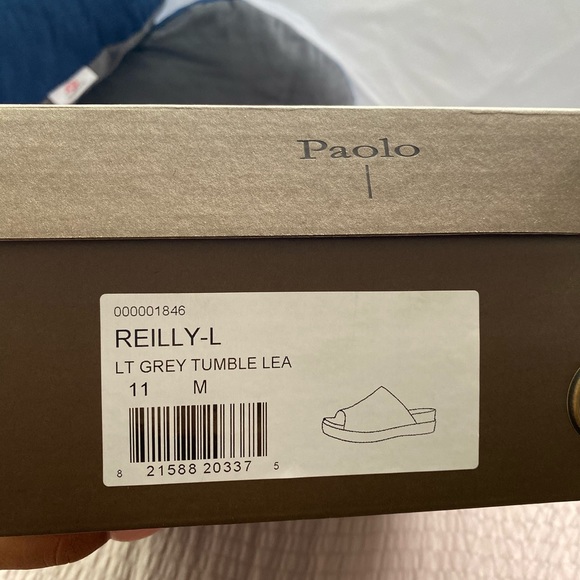 Paolo
000001846
REILLY-L
LT GREY TUMBLE LEA
11 M
8 21588 20337 5